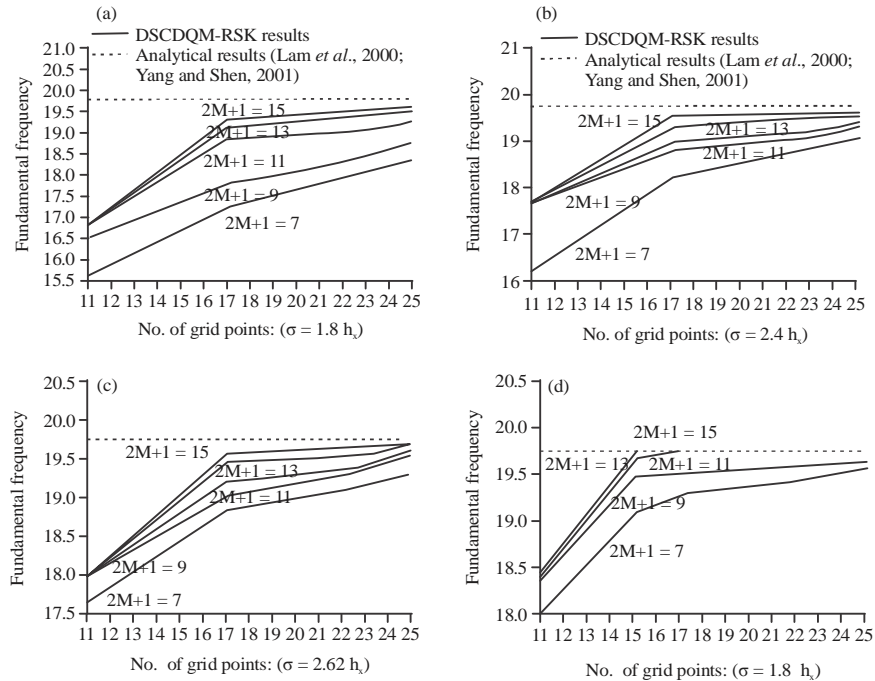 (a)
DSCDQM-RSK results
Analytical results (Lam et al., 2000;
Yang and Shen, 2001)
21.0
20.5
20.0
19.5
19.0
18.5
18.0
17.5
17.0
16.5
16.0
15.5
Fundamental frequency
2M+1 = 15
2M+1 = 13
2M+1 = 11
2M+1 = 9
2M+1 = 7
11 12 13 14 15 16 17 18 19 20 21 22 23 24 25
No. of grid points: (σ = 1.8 hx)
(b)
DSCDQM-RSK results
Analytical results (Lam et al., 2000;
Yang and Shen, 2001)
21
20
19
18
17
16
Fundamental frequency
2M+1 = 15
2M+1 = 13
2M+1 = 11
2M+1 = 9
2M+1 = 7
11 12 13 14 15 16 17 18 19 20 21 22 23 24 25
No. of grid points: (σ = 2.4 hx)
(c)
20.5
20.0
19.5
19.0
18.5
18.0
17.5
Fundamental frequency
2M+1 = 15
2M+1 = 13
2M+1 = 11
2M+1 = 9
2M+1 = 7
11 12 13 14 15 16 17 18 19 20 21 22 23 24 25
No. of grid points: (σ = 2.62 hx)
(d)
20.5
20.0
19.5
19.0
18.5
18.0
Fundamental frequency
2M+1 = 15
2M+1 = 13
2M+1 = 11
2M+1 = 9
2M+1 = 7
11 12 13 14 15 16 17 18 19 20 21 22 23 24 25
No. of grid points: (σ = 1.8 hx)